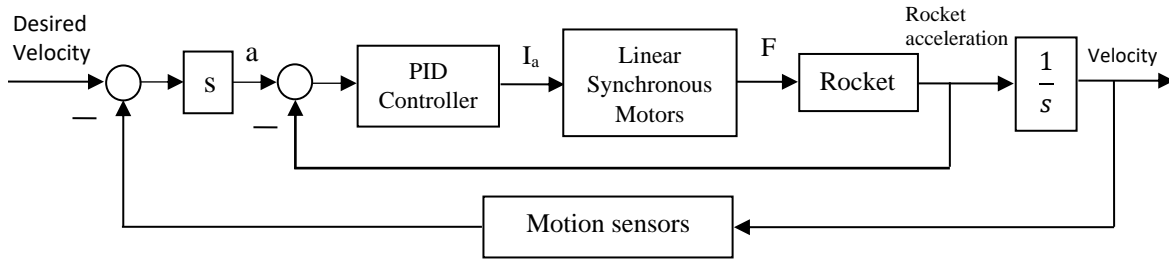 Desired
Velocity
s
a
PID
Controller
Iₐ
Linear
Synchronous
Motors
F
Rocket
Rocket
acceleration
1
s
Velocity
Motion sensors